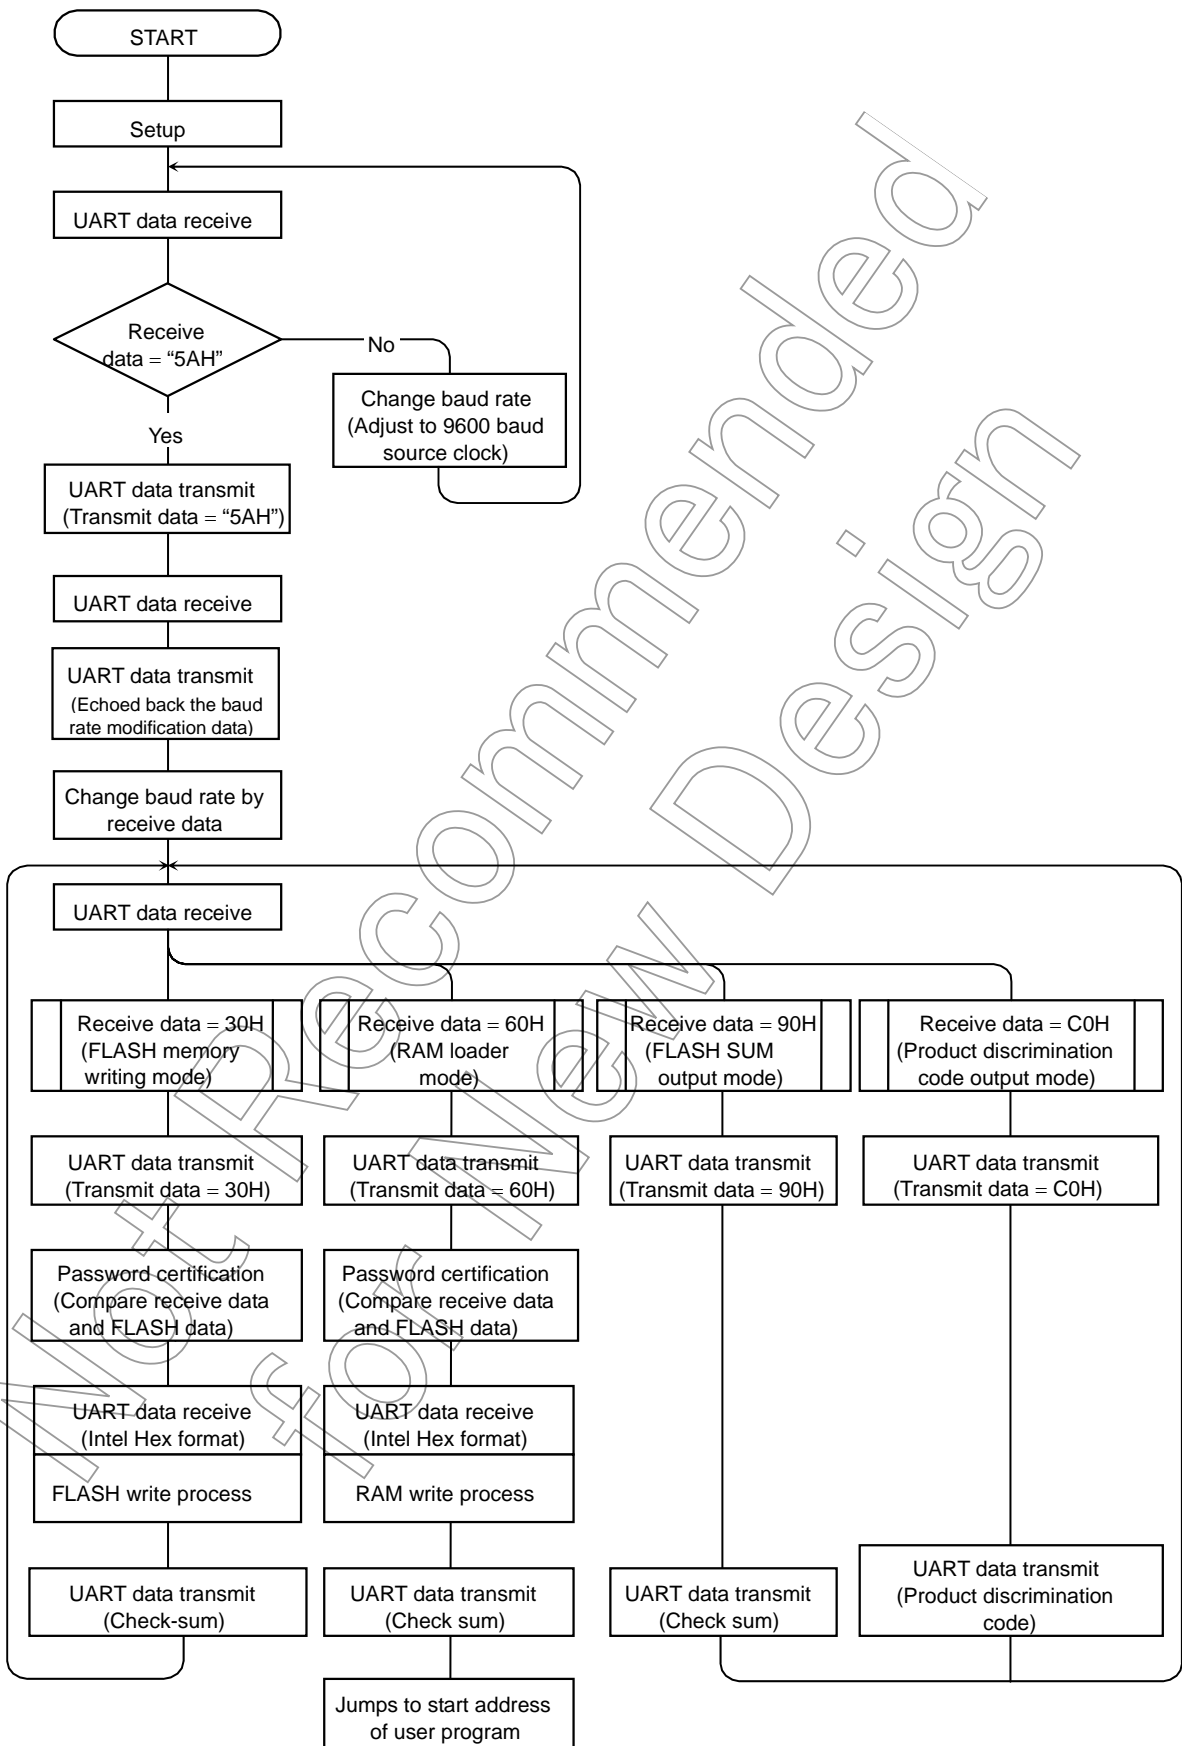 START
Setup
UART data receive
Receive
data = “5AH”
No
Change baud rate
(Adjust to 9600 baud
source clock)
Yes
UART data transmit
(Transmit data = “5AH”)
UART data receive
UART data transmit
(Echoed back the baud
rate modification data)
Change baud rate by
receive data
UART data receive
Receive data = 30H
(FLASH memory
writing mode)
Receive data = 60H
(RAM loader
mode)
Receive data = 90H
(FLASH SUM
output mode)
Receive data = C0H
(Product discrimination
code output mode)
UART data transmit
(Transmit data = 30H)
UART data transmit
(Transmit data = 60H)
UART data transmit
(Transmit data = 90H)
UART data transmit
(Transmit data = C0H)
Password certification
(Compare receive data
and FLASH data)
Password certification
(Compare receive data
and FLASH data)
UART data receive
(Intel Hex format)
FLASH write process
UART data receive
(Intel Hex format)
RAM write process
UART data transmit
(Check-sum)
UART data transmit
(Check sum)
UART data transmit
(Check sum)
UART data transmit
(Product discrimination
code)
Jumps to start address
of user program
Not Recommended
for New Design